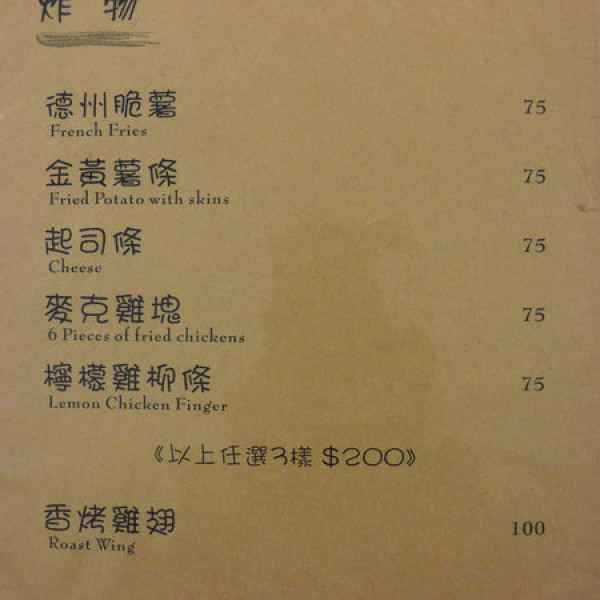 炸物
德州脆薯 75
French Fries
金黃薯條 75
Fried Potato with skins
起司條 75
Cheese
麥克雞塊 75
6 Pieces of fried chickens
檸檬雞柳條 75
Lemon Chicken Finger
《以上任選3樣 $200》
香烤雞翅 100
Roast Wing